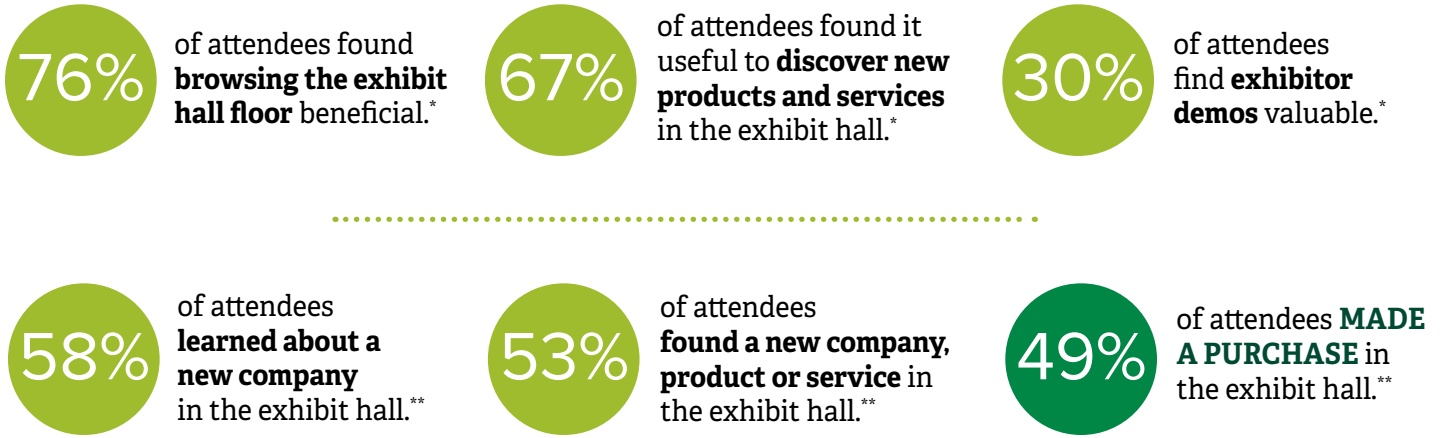 76%
of attendees found
browsing the exhibit
hall floor beneficial.*
67%
of attendees found it
useful to discover new
products and services
in the exhibit hall.*
30%
of attendees
find exhibitor
demos valuable.*
58%
of attendees
learned about a
new company
in the exhibit hall.**
53%
of attendees
found a new company,
product or service in
the exhibit hall.**
49%
of attendees MADE
A PURCHASE in
the exhibit hall.**